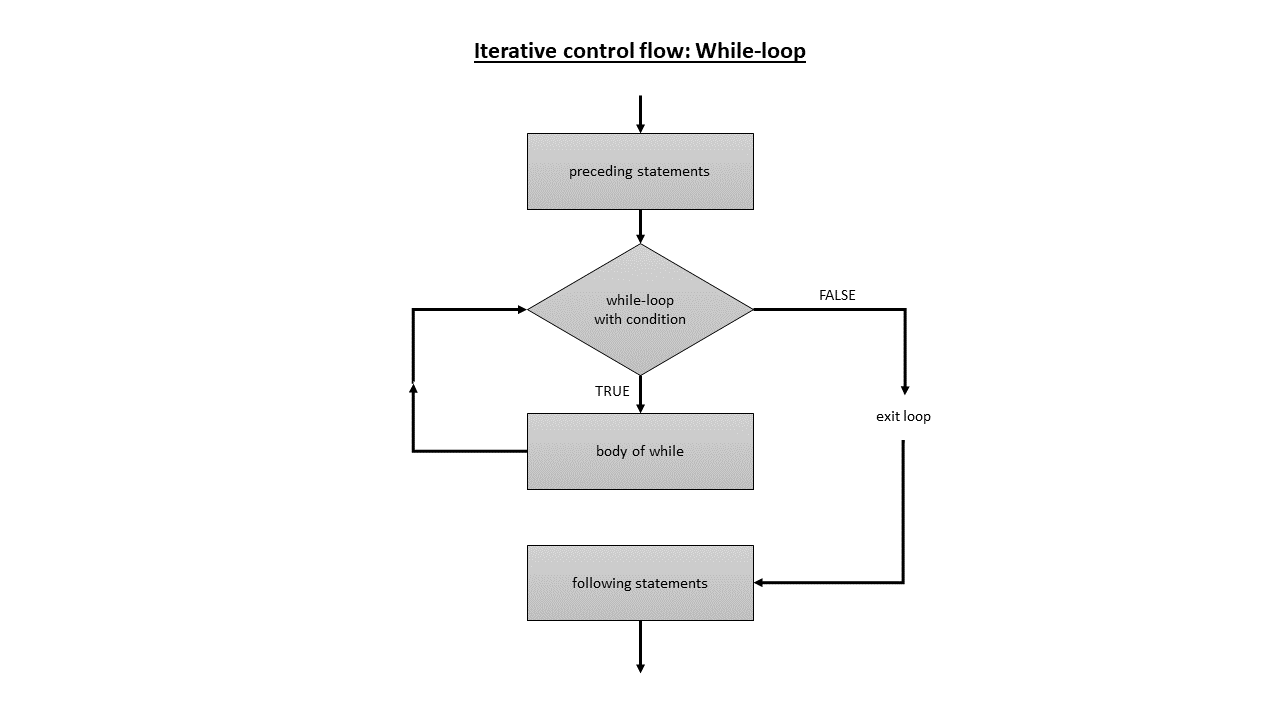 Iterative control flow: While-loop
preceding statements
while-loop
with condition
FALSE
TRUE
body of while
exit loop
following statements